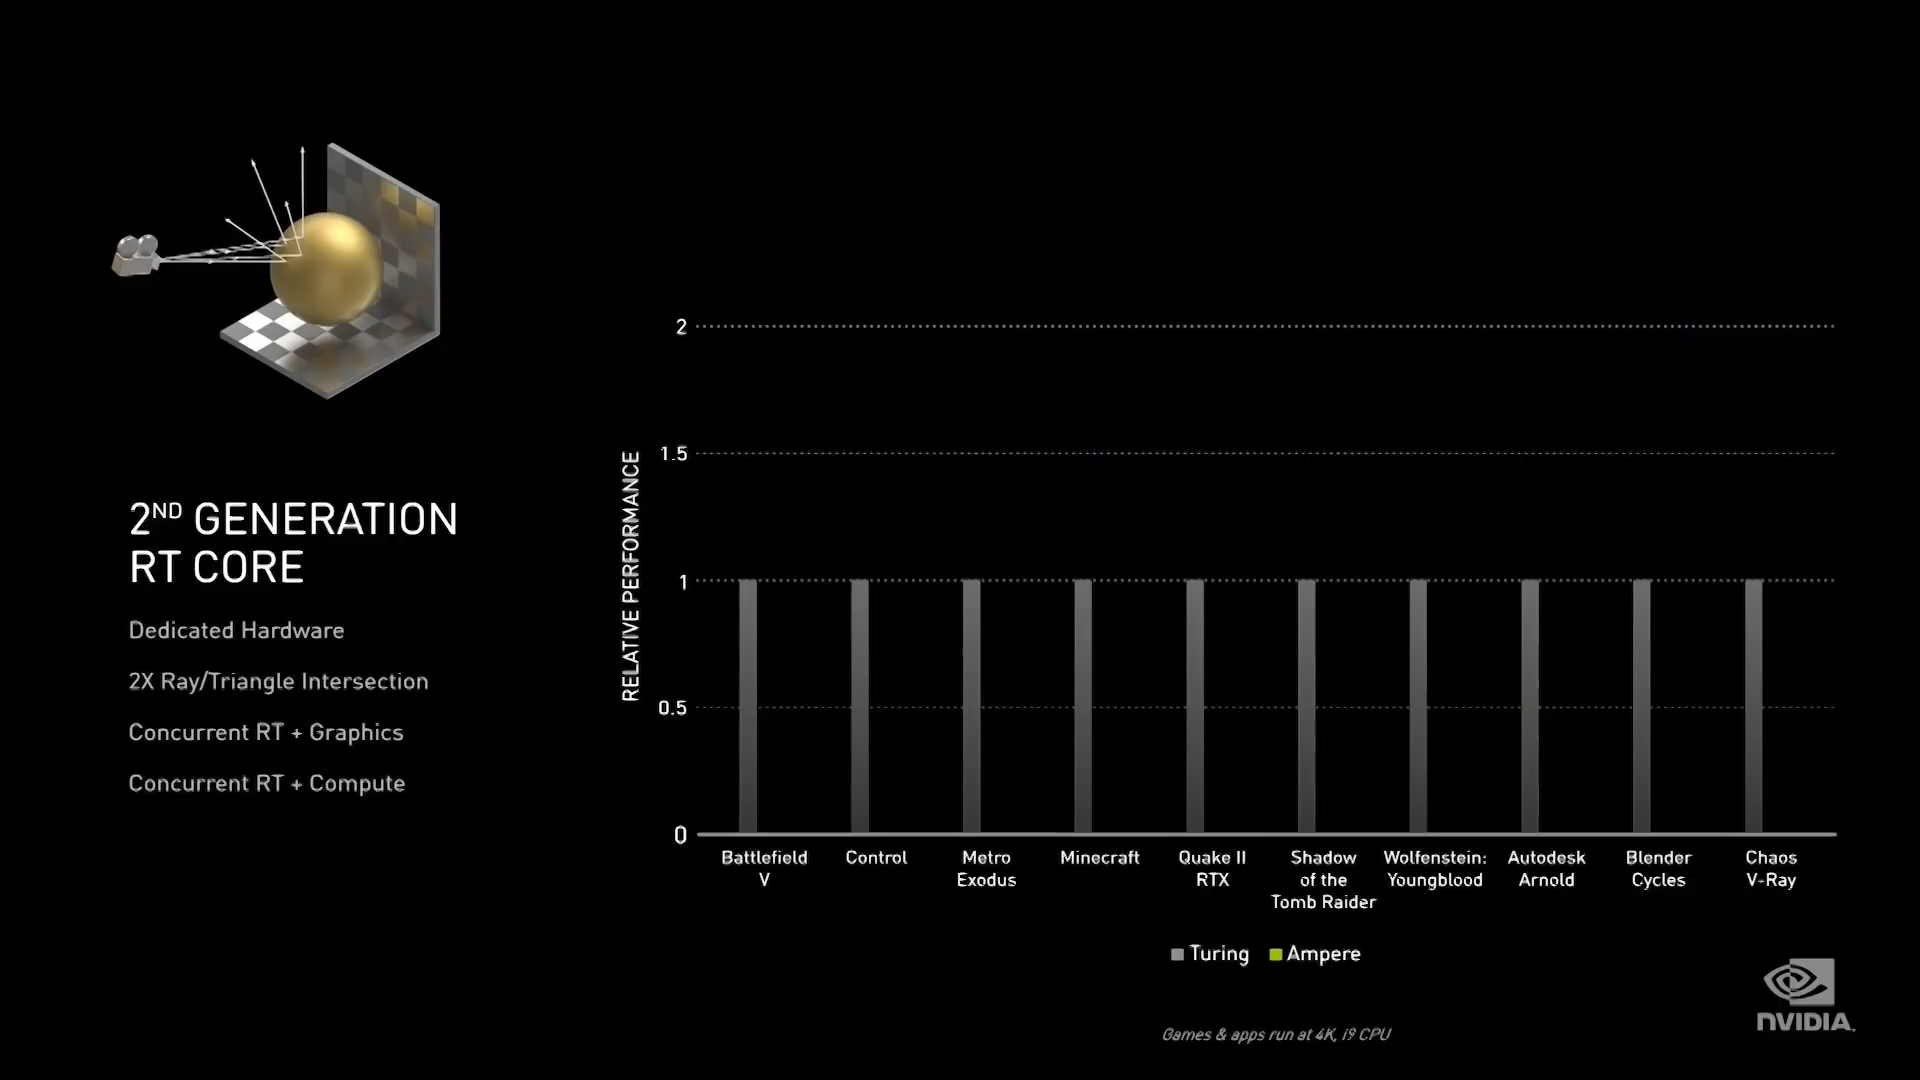 2ND GENERATION
RT CORE
Dedicated Hardware
2X Ray/Triangle Intersection
Concurrent RT + Graphics
Concurrent RT + Compute
RELATIVE PERFORMANCE
2
1.5
1
0.5
0
Battlefield
V
Control
Metro
Exodus
Minecraft
Quake II
RTX
Shadow
of the
Tomb Raider
Wolfenstein:
Youngblood
Autodesk
Arnold
Blender
Cycles
Chaos
V-Ray
Turing
Ampere
Games & apps run at 4K, i9 CPU
NVIDIA.